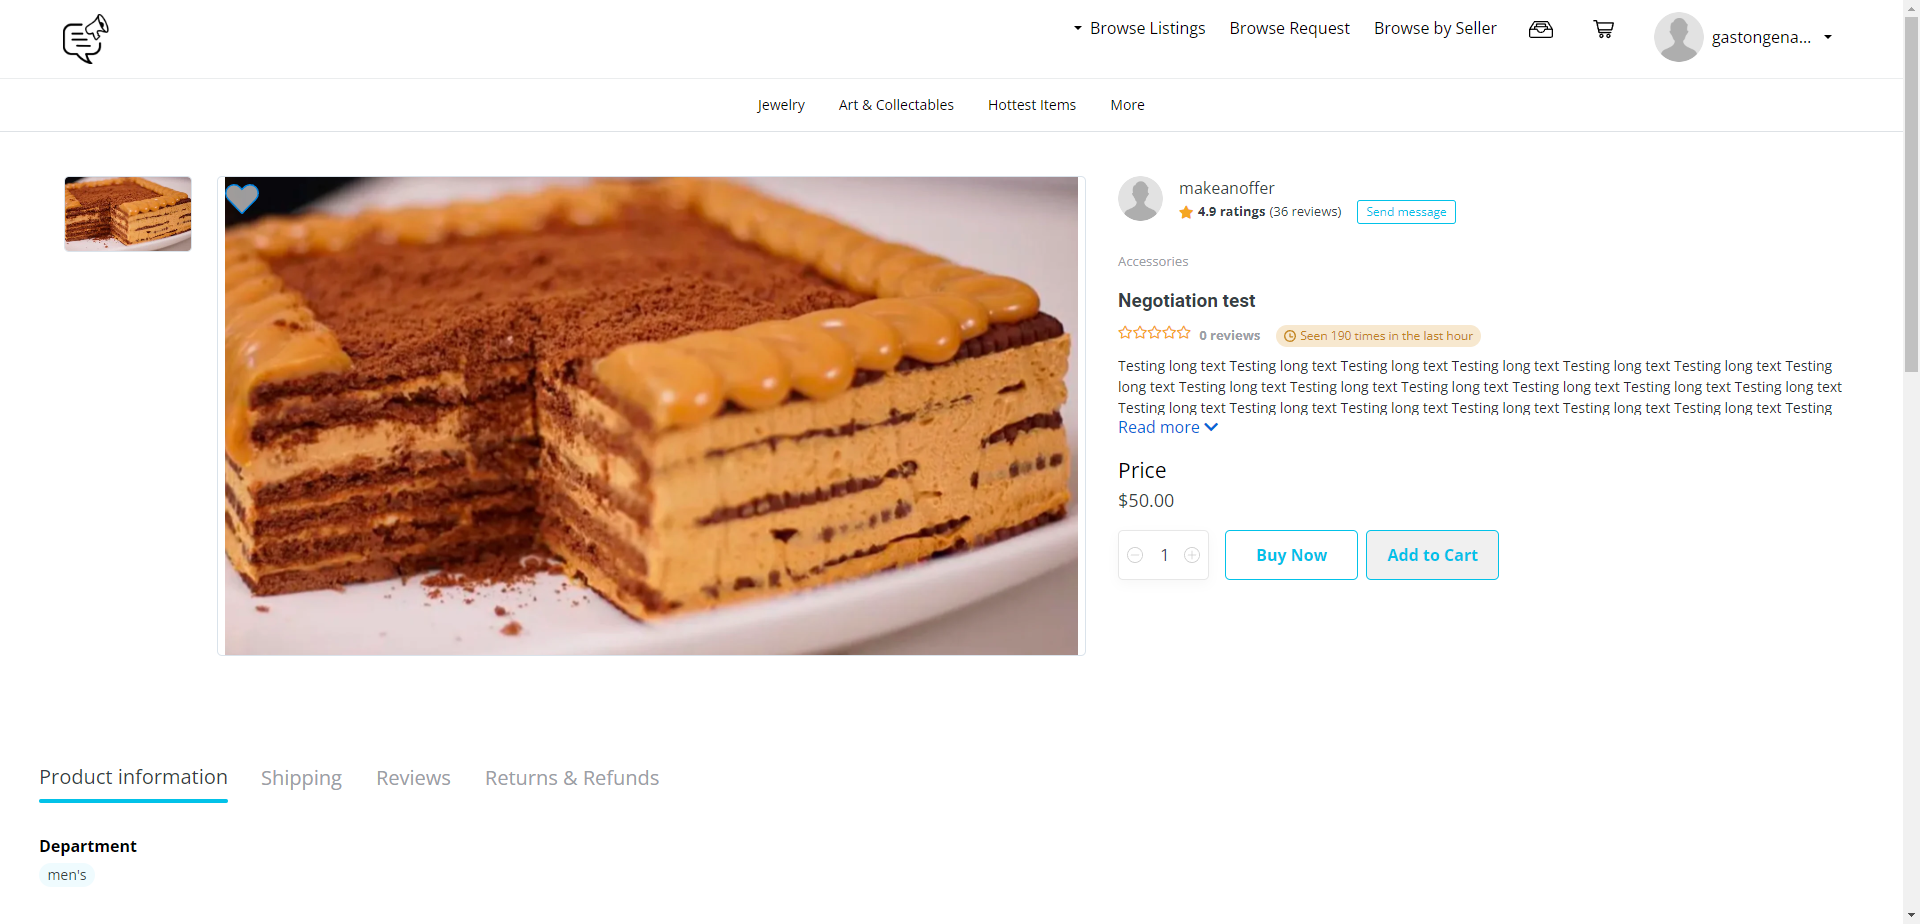 Browse Listings Browse Request Browse by Seller gastongena...
Jewelry Art & Collectables Hottest Items More
makeanoffer
4.9 ratings (36 reviews) Send message
Accessories
Negotiation test
0 reviews Seen 190 times in the last hour
Testing long text Testing long text Testing long text Testing long text Testing long text Testing long text Testing
long text Testing long text Testing long text Testing long text Testing long text Testing long text Testing long text
Testing long text Testing long text Testing long text Testing long text Testing long text Testing long text Testing
Read more
Price
$50.00
1 Buy Now Add to Cart
Product information Shipping Reviews Returns & Refunds
Department
men's